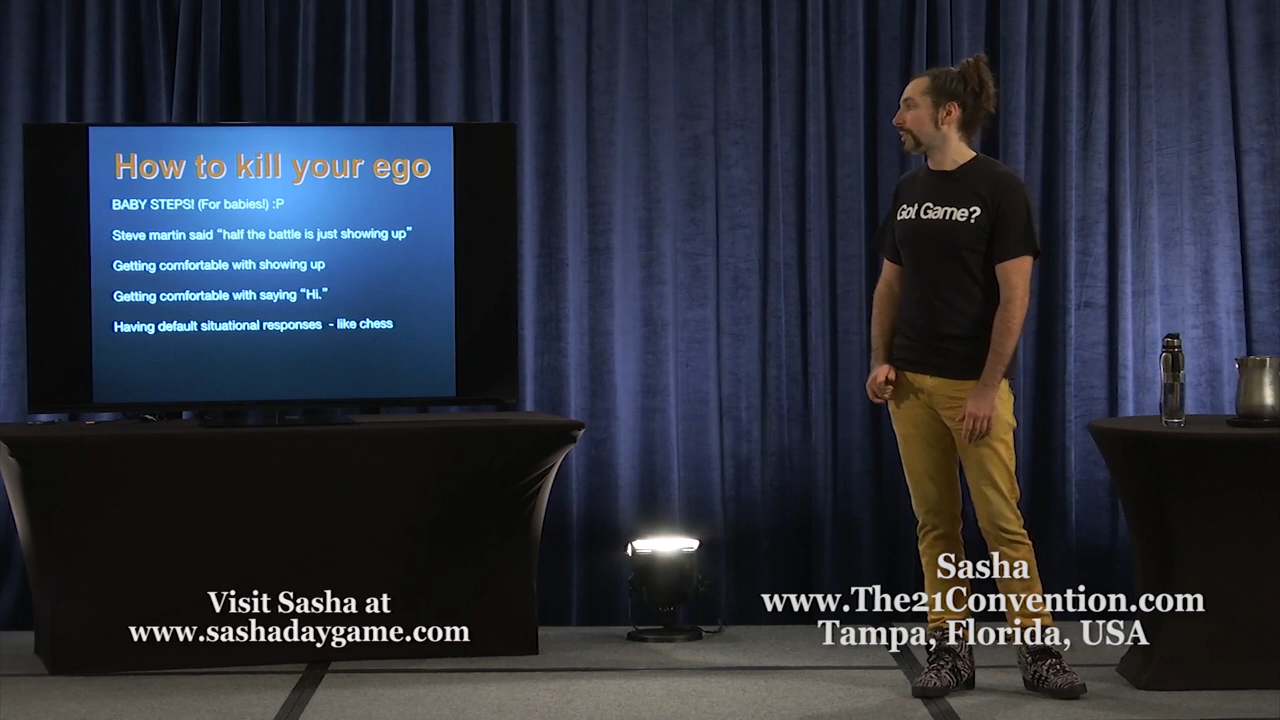 How to kill your ego
BABY STEPS! (For babies!) :P
Steve martin said “half the battle is just showing up”
Getting comfortable with showing up
Getting comfortable with saying “Hi.”
Having default situational responses - like chess
Got Game?
Visit Sasha at
www.sashadaygame.com
Sasha
www.The21Convention.com
Tampa, Florida, USA